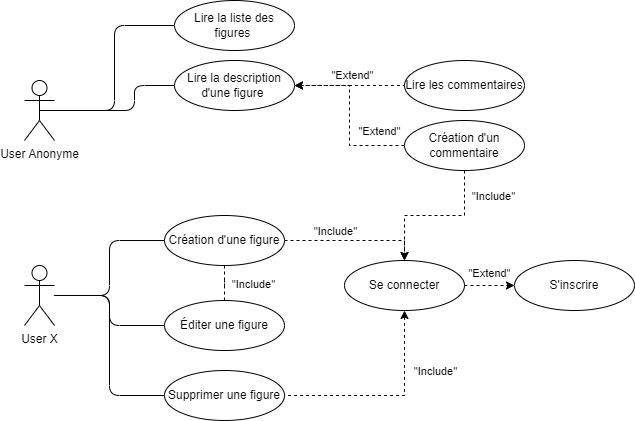 Lire la liste des
figures
Lire la description
d'une figure
"Extend"
Lire les commentaires
"Extend"
Création d'un
commentaire
User Anonyme
"Include"
Création d'une figure
"Include"
"Include"
Se connecter
"Extend"
S'inscrire
User X
Éditer une figure
Supprimer une figure
"Include"